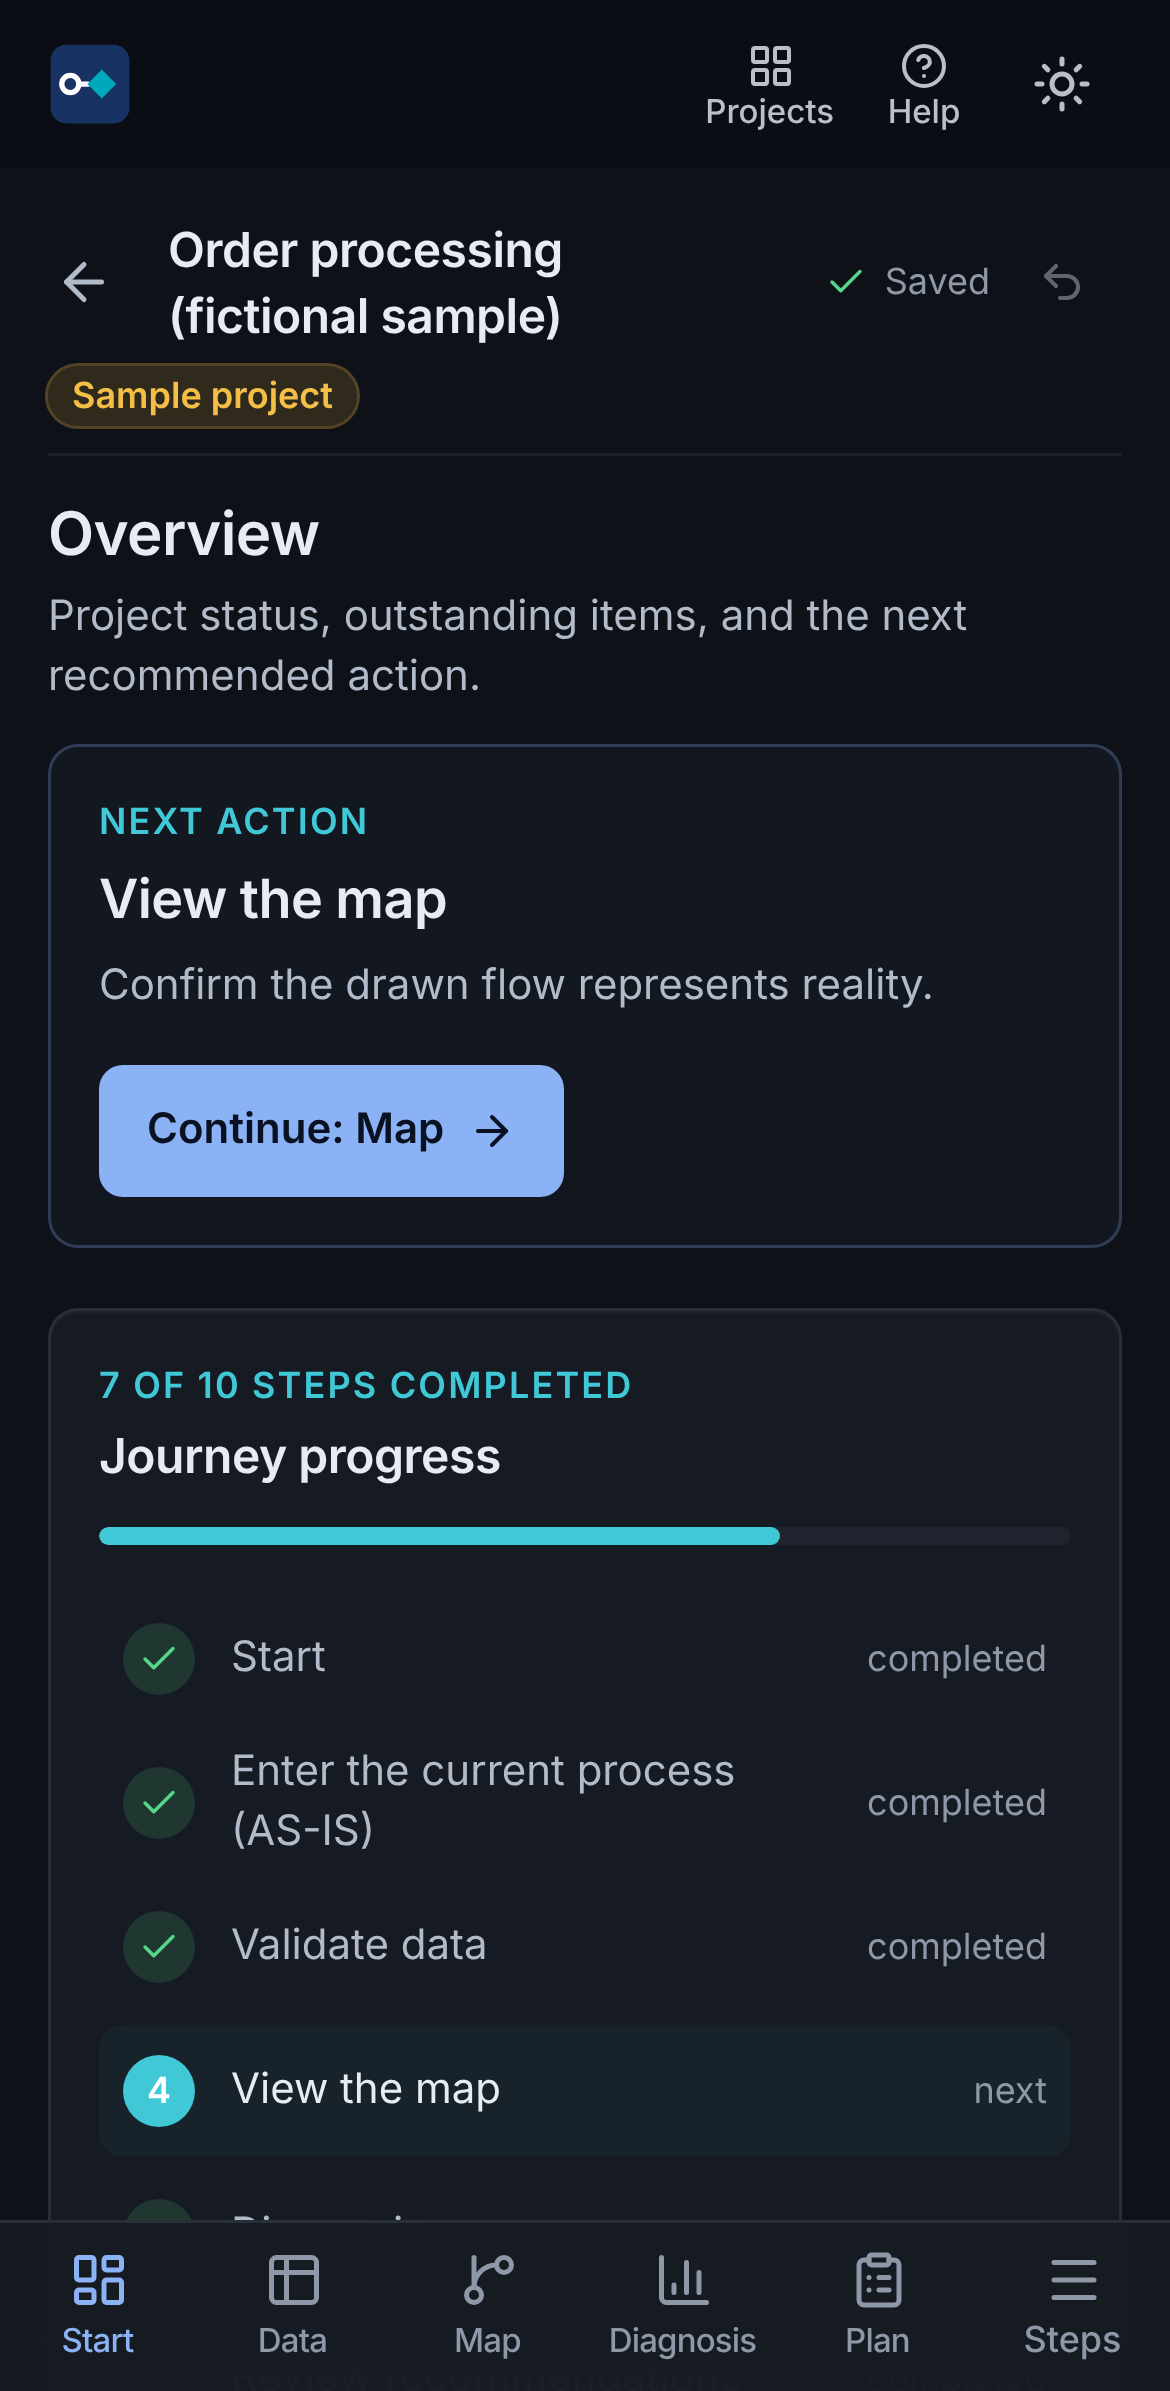 Projects
Help
Order processing
(fictional sample)
Saved
Sample project
Overview
Project status, outstanding items, and the next
recommended action.
NEXT ACTION
View the map
Confirm the drawn flow represents reality.
Continue: Map
7 OF 10 STEPS COMPLETED
Journey progress
Start
completed
Enter the current process
(AS-IS)
completed
Validate data
completed
4
View the map
next
Start
Data
Map
Diagnosis
Plan
Steps
Review recommendations
completed